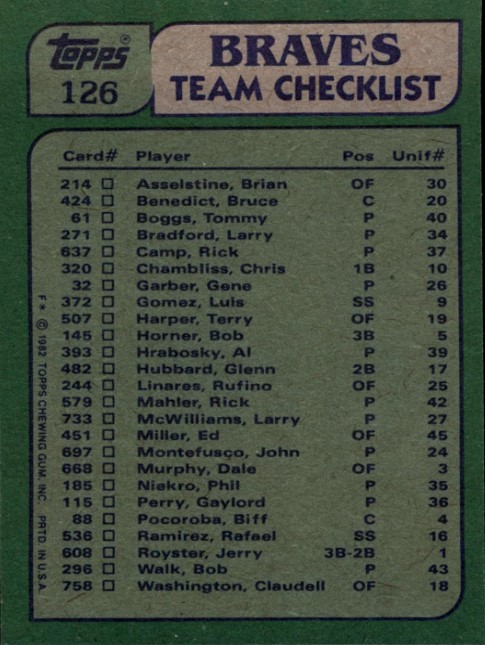 Topps®
126
BRAVES
TEAM CHECKLIST
Card# Player Pos Unif#
214 □ Asselstine, Brian OF 30
424 □ Benedict, Bruce C 20
61 □ Boggs, Tommy P 40
271 □ Bradford, Larry P 34
637 □ Camp, Rick P 37
320 □ Chambliss, Chris 1B 10
32 □ Garber, Gene P 26
372 □ Gomez, Luis SS 9
507 □ Harper, Terry OF 19
145 □ Horner, Bob 3B 5
393 □ Hrabosky, Al P 39
482 □ Hubbard, Glenn 2B 17
244 □ Linares, Rufino OF 25
579 □ Mahler, Rick P 42
733 □ McWilliams, Larry P 27
451 □ Miller, Ed OF 45
697 □ Montefusco, John P 24
668 □ Murphy, Dale OF 3
185 □ Niekro, Phil P 35
115 □ Perry, Gaylord P 36
88 □ Pocoroba, Biff C 4
536 □ Ramirez, Rafael SS 16
608 □ Royster, Jerry 3B-2B 1
296 □ Walk, Bob P 43
758 □ Washington, Claudell OF 18
F* © 1982 TOPPS CHEWING GUM, INC. PRTD. IN U.S.A.